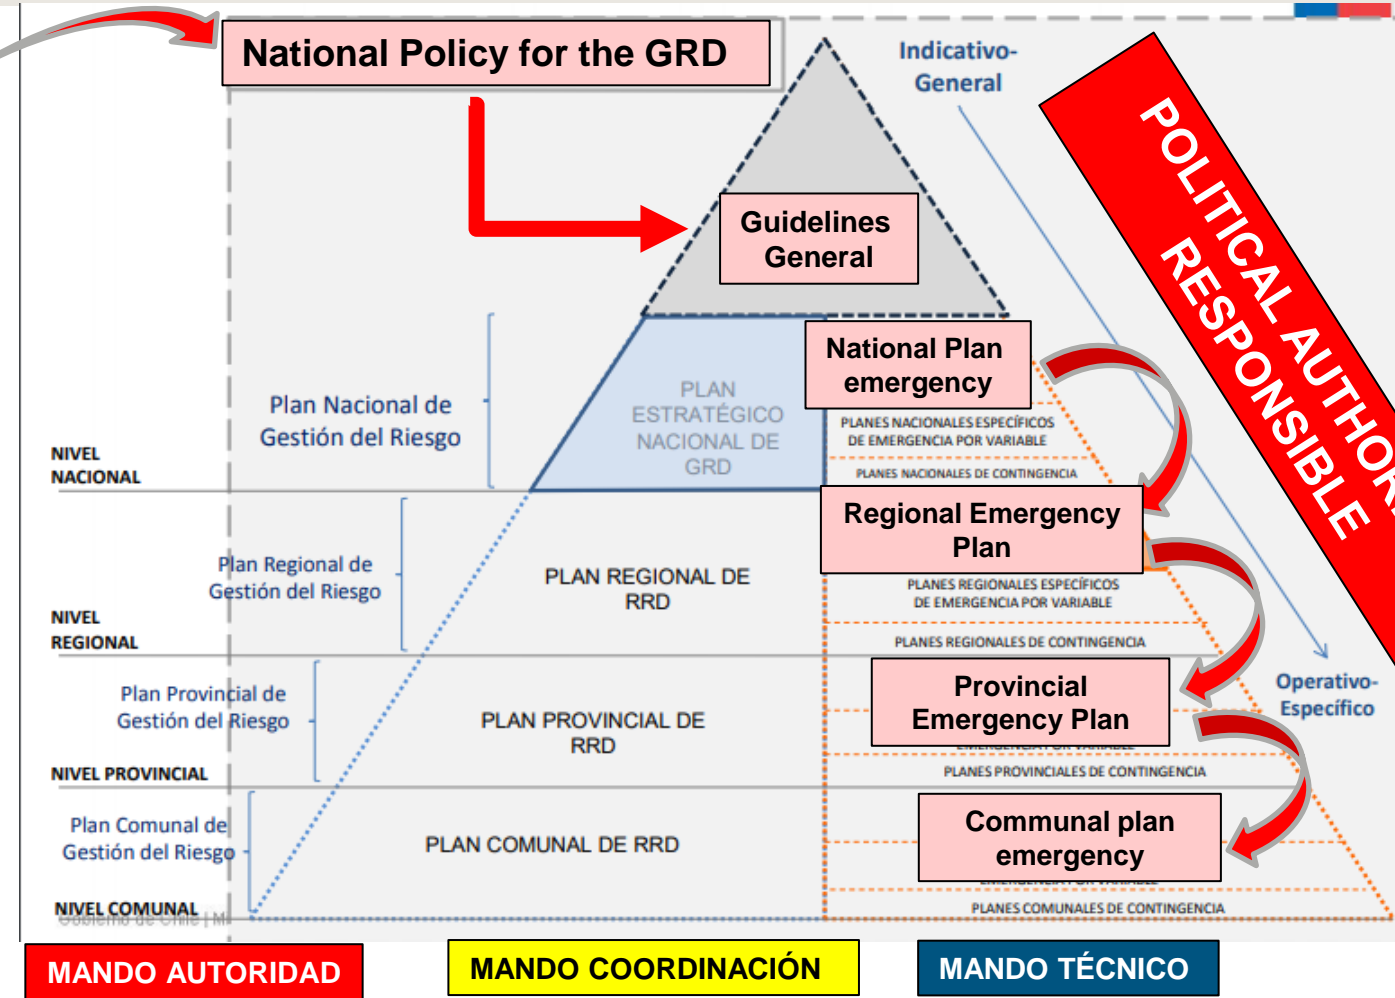 National Policy for the GRD
Indicativo-
General
POLITICAL
RESPONSIBLE
Guidelines
General
National Plan
emergency
Plan Nacional de
Gestión del Riesgo
PLAN
ESTRATÉGICO
NACIONAL DE
GRD
PLANES NACIONALES ESPECÍFICOS
DE EMERGENCIA POR VARIABLE
PLANES NACIONALES DE CONTINGENCIA
NIVEL
NACIONAL
Regional Emergency
Plan
Plan Regional de
Gestión del Riesgo
PLAN REGIONAL DE
RRD
PLANES REGIONALES ESPECÍFICOS
DE EMERGENCIA POR VARIABLE
PLANES REGIONALES DE CONTINGENCIA
NIVEL
REGIONAL
Operativo-
Específico
Plan Provincial de
Gestión del Riesgo
PLAN PROVINCIAL DE
RRD
Provincial
Emergency Plan
PLANES PROVINCIALES DE CONTINGENCIA
NIVEL PROVINCIAL
Plan Comunal de
Gestión del Riesgo
PLAN COMUNAL DE RRD
Communal plan
emergency
PLANES COMUNALES DE CONTINGENCIA
NIVEL COMUNAL
Gobierno de Chile |
MANDO AUTORIDAD
MANDO COORDINACIÓN
MANDO TÉCNICO